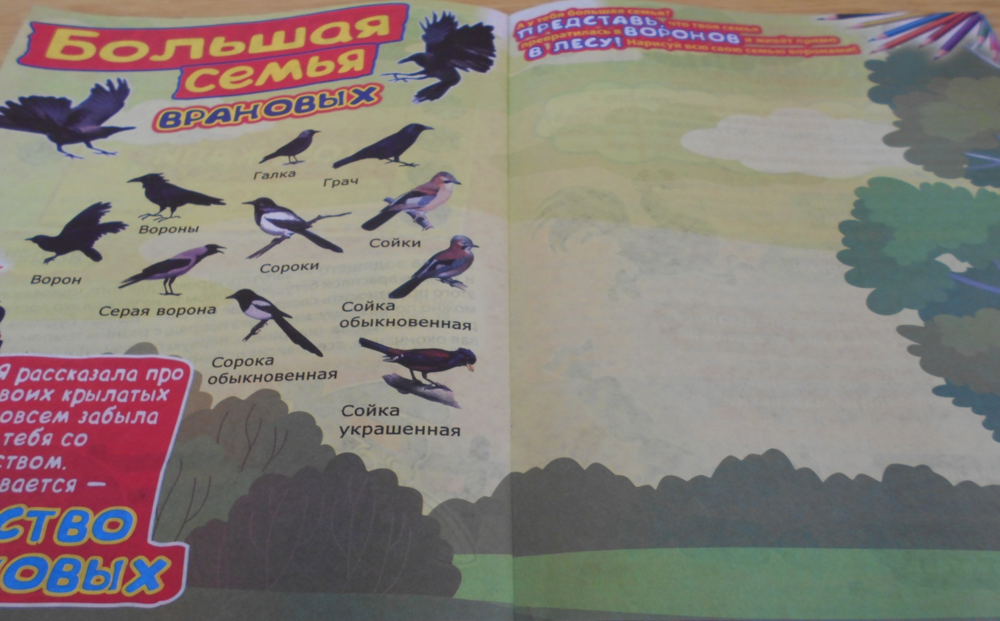 Большая
семья
врановых
Галка
Грач
Вороны
Сойки
Сороки
Ворон
Серая ворона
Сойка
обыкновенная
Сорока
обыкновенная
Сойка
украшенная
Я рассказала про
воих крылатых
овсем забыла
тебя со
ством.
вается —
ство
овых
А у тебя большая семья?
ПРЕДСТАВЬ, что твоя семья
превратилась в ВОРОНОВ и живёт прямо
В ЛЕСУ! Нарисуй всю свою семью воронами!